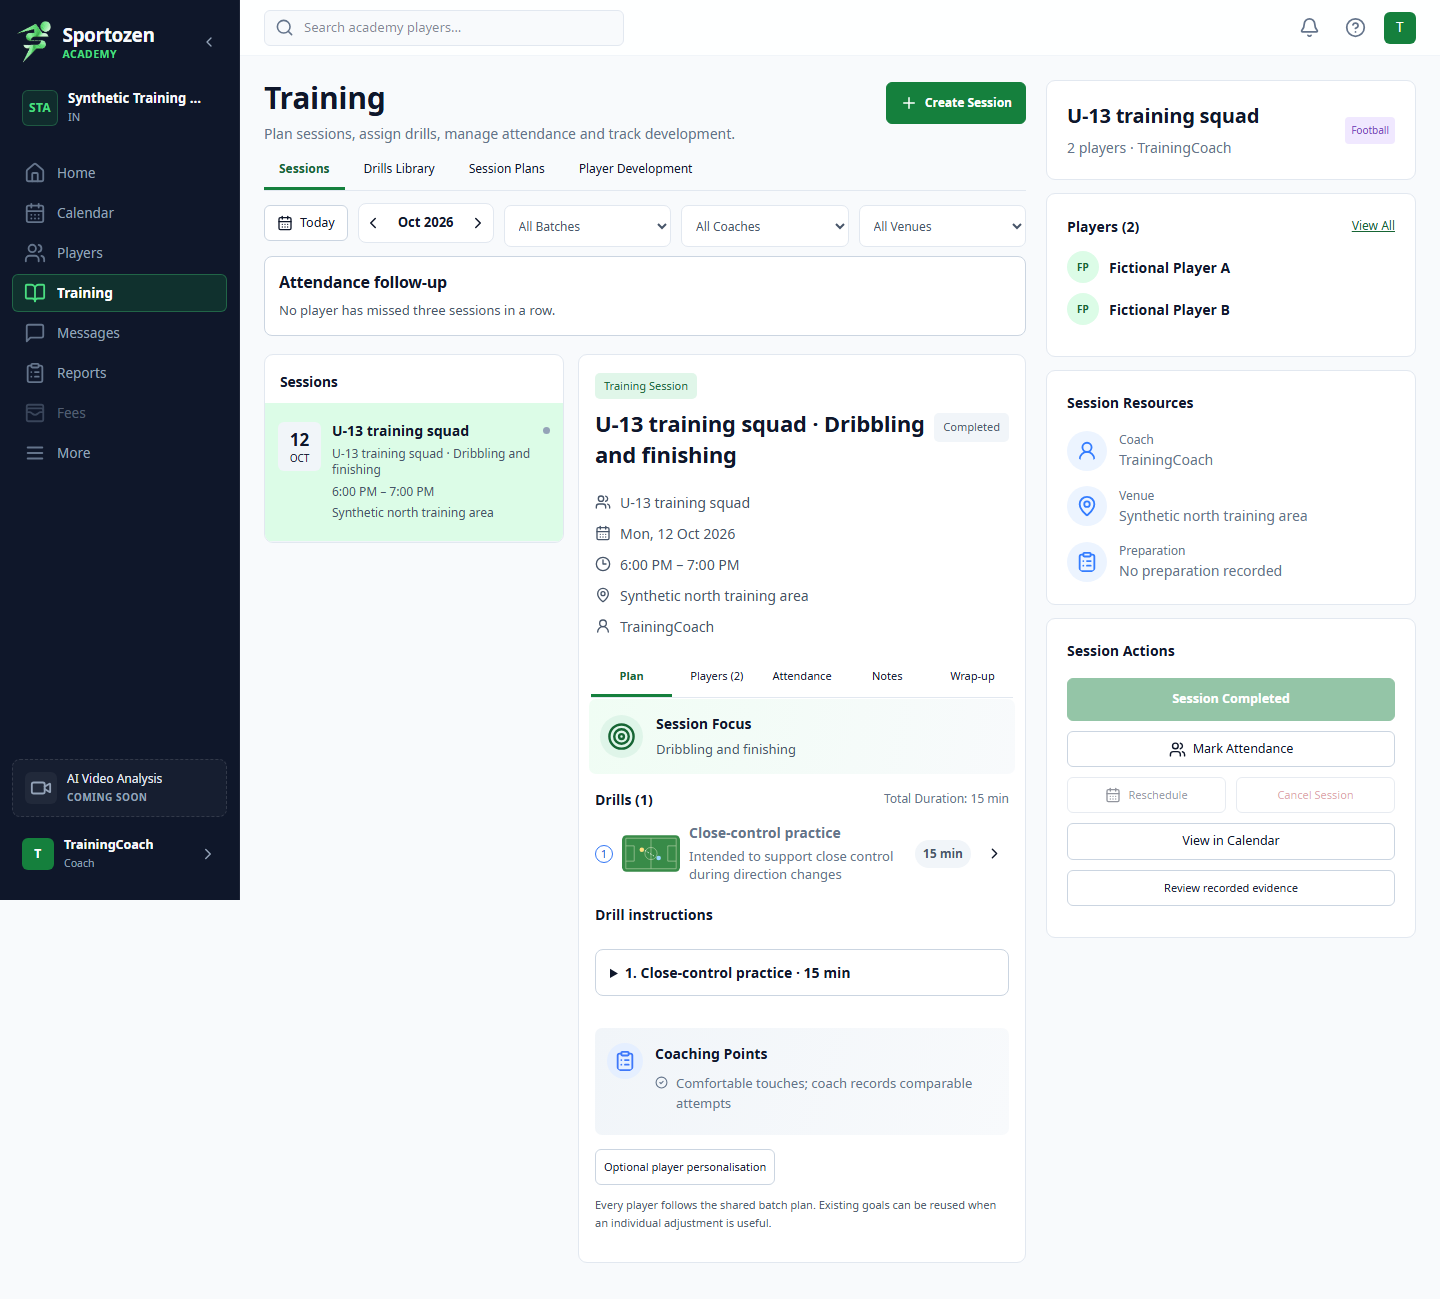 Sportozen
ACADEMY
STA
Synthetic Training ...
IN
Home
Calendar
Players
Training
Messages
Reports
Fees
More
AI Video Analysis
COMING SOON
T
TrainingCoach
Coach
Search academy players...
T
Training
Plan sessions, assign drills, manage attendance and track development.
Create Session
Sessions
Drills Library
Session Plans
Player Development
Today
Oct 2026
All Batches
All Coaches
All Venues
Attendance follow-up
No player has missed three sessions in a row.
Sessions
12
OCT
U-13 training squad
U-13 training squad · Dribbling and
finishing
6:00 PM – 7:00 PM
Synthetic north training area
Training Session
U-13 training squad · Dribbling
and finishing
Completed
U-13 training squad
Mon, 12 Oct 2026
6:00 PM – 7:00 PM
Synthetic north training area
TrainingCoach
Plan
Players (2)
Attendance
Notes
Wrap-up
Session Focus
Dribbling and finishing
Drills (1)
Total Duration: 15 min
1
Close-control practice
Intended to support close control
during direction changes
15 min
Drill instructions
1. Close-control practice · 15 min
Coaching Points
Comfortable touches; coach records comparable
attempts
Optional player personalisation
Every player follows the shared batch plan. Existing goals can be reused when
an individual adjustment is useful.
U-13 training squad
2 players · TrainingCoach
Football
Players (2)
View All
FP
Fictional Player A
FP
Fictional Player B
Session Resources
Coach
TrainingCoach
Venue
Synthetic north training area
Preparation
No preparation recorded
Session Actions
Session Completed
Mark Attendance
Reschedule
Cancel Session
View in Calendar
Review recorded evidence